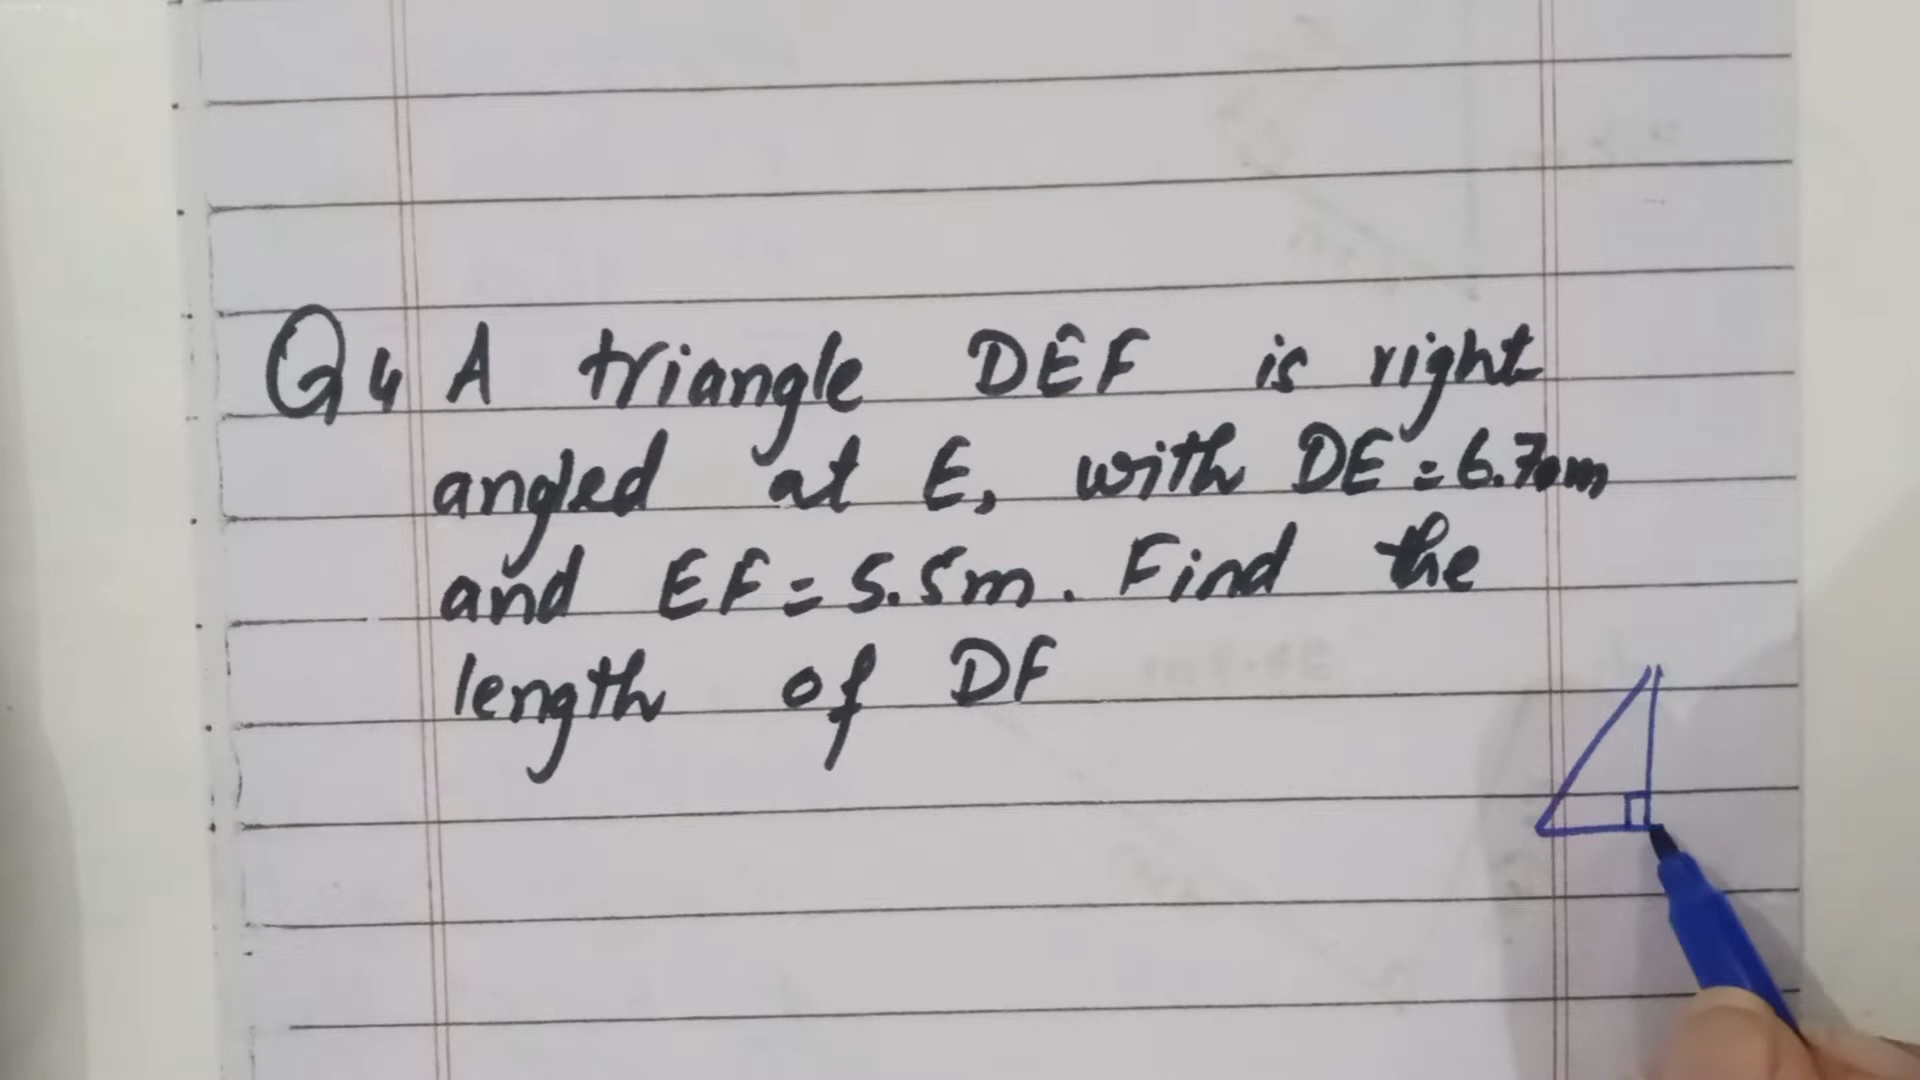 Q4 A triangle DÊF is right
angled at E, with DE = 6.7m
and EF = 5.5m. Find the
length of DF